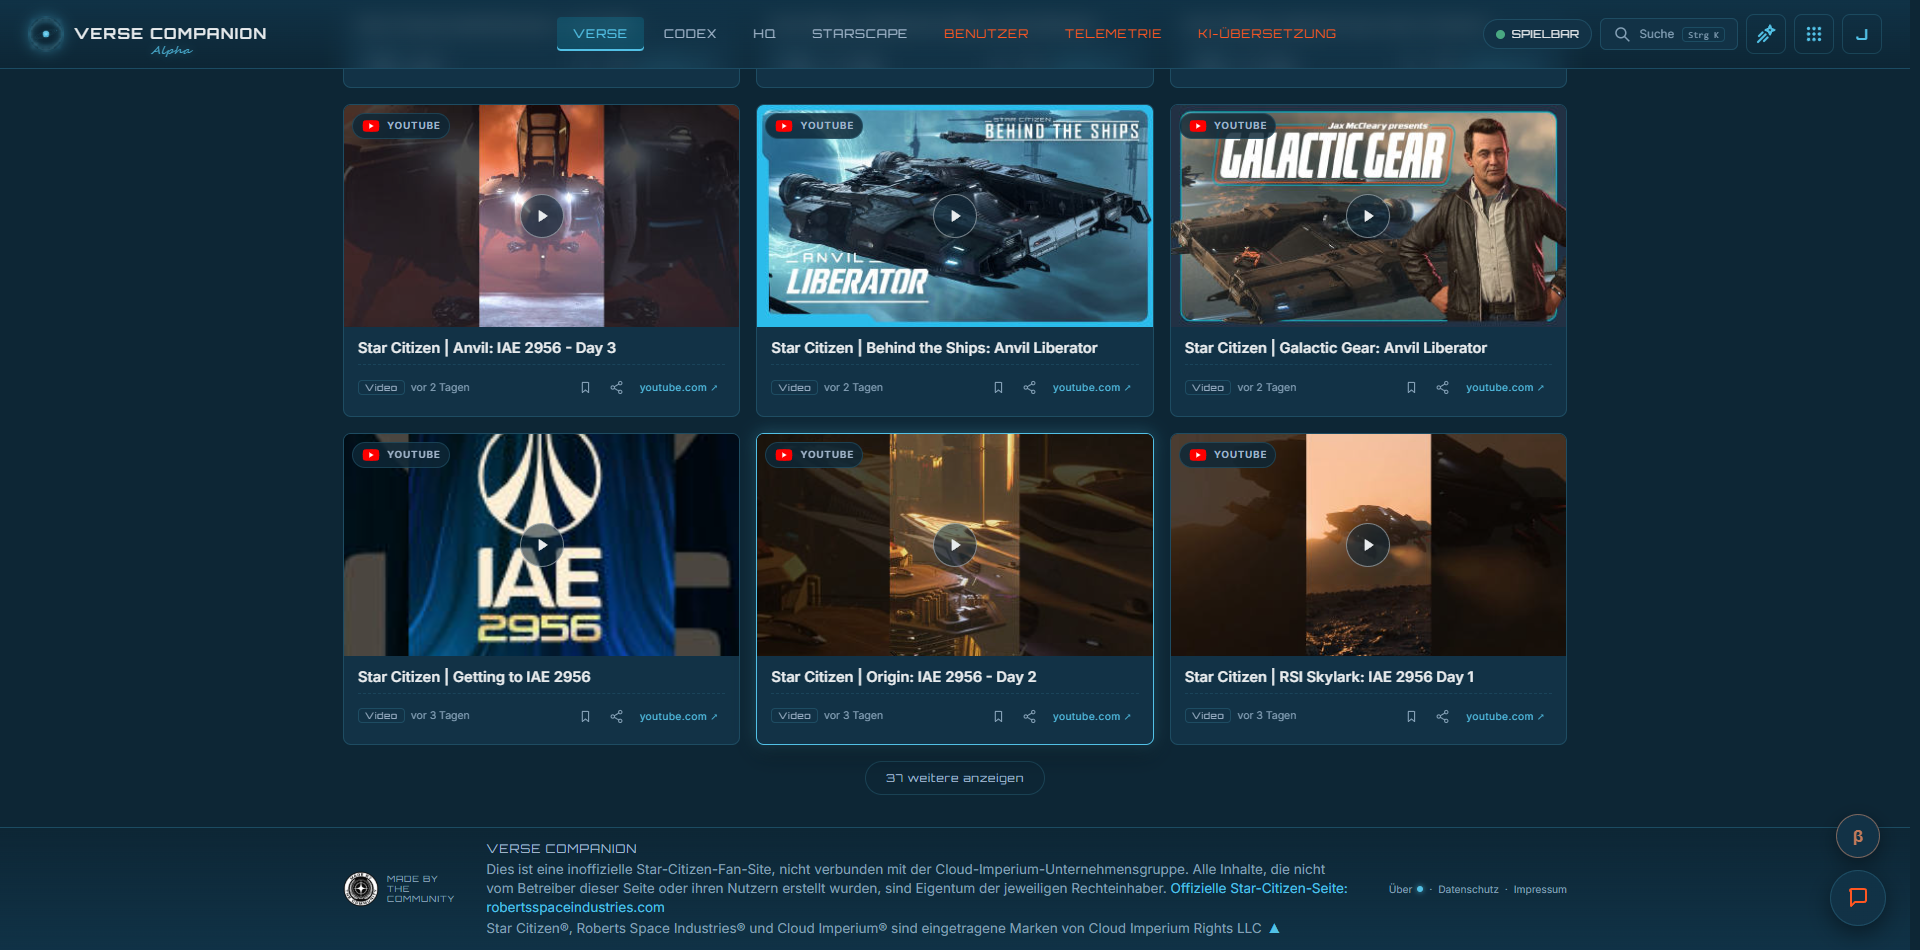 VERSE COMPANION
Alpha
VERSE
CODEX
HQ
STARSCAPE
BENUTZER
TELEMETRIE
KI-ÜBERSETZUNG
SPIELBAR
Suche
Strg K
YOUTUBE
Star Citizen | Anvil: IAE 2956 - Day 3
Video
vor 2 Tagen
youtube.com ↗
YOUTUBE
STAR CITIZEN
BEHIND THE SHIPS
ANVIL
LIBERATOR
Star Citizen | Behind the Ships: Anvil Liberator
Video
vor 2 Tagen
youtube.com ↗
YOUTUBE
Jax McCleary presents
GALACTIC GEAR
Star Citizen | Galactic Gear: Anvil Liberator
Video
vor 2 Tagen
youtube.com ↗
YOUTUBE
IAE
2956
Star Citizen | Getting to IAE 2956
Video
vor 3 Tagen
youtube.com ↗
YOUTUBE
Star Citizen | Origin: IAE 2956 - Day 2
Video
vor 3 Tagen
youtube.com ↗
YOUTUBE
Star Citizen | RSI Skylark: IAE 2956 Day 1
Video
vor 3 Tagen
youtube.com ↗
37 weitere anzeigen
MADE BY
THE
COMMUNITY
VERSE COMPANION
Dies ist eine inoffizielle Star-Citizen-Fan-Site, nicht verbunden mit der Cloud-Imperium-Unternehmensgruppe. Alle Inhalte, die nicht
vom Betreiber dieser Seite oder ihren Nutzern erstellt wurden, sind Eigentum der jeweiligen Rechteinhaber. Offizielle Star-Citizen-Seite:
robertsspaceindustries.com
Star Citizen®, Roberts Space Industries® und Cloud Imperium® sind eingetragene Marken von Cloud Imperium Rights LLC ▲
Über · Datenschutz · Impressum
β